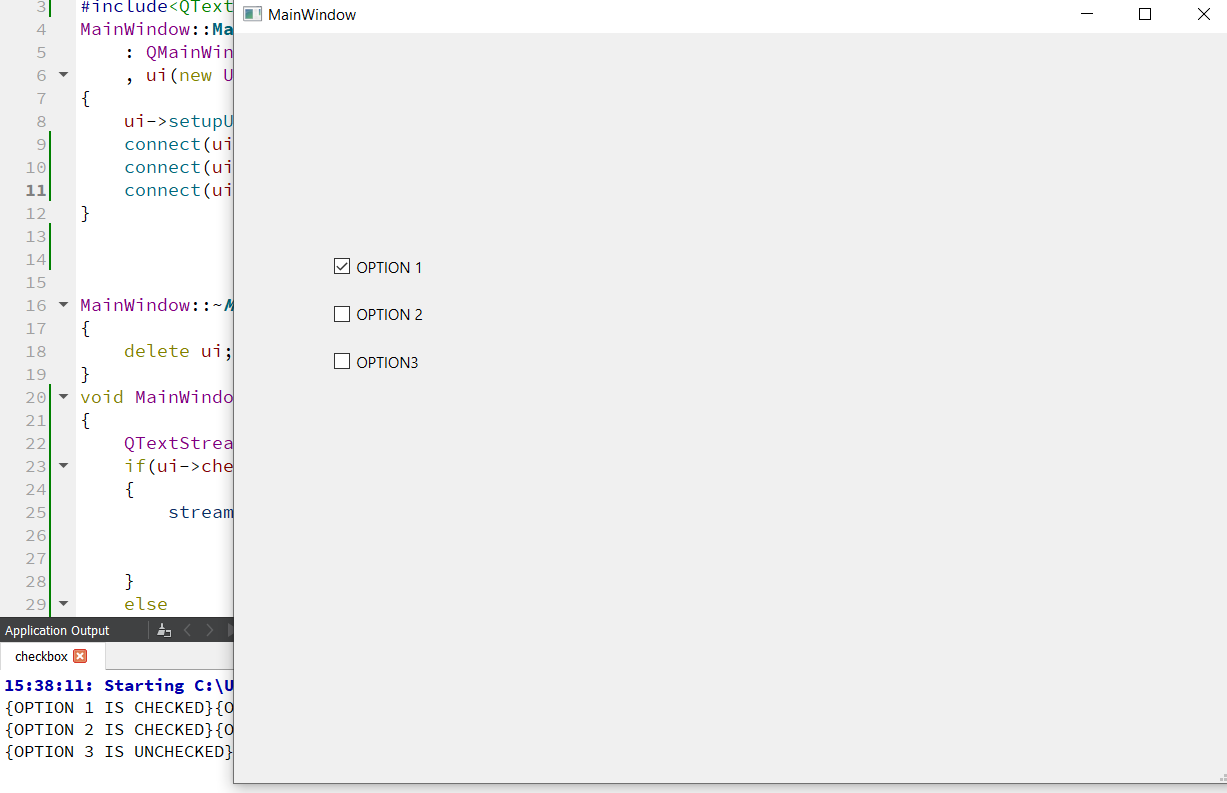 3 #include<QText
4 MainWindow::Ma
5 : QMainWin
6 , ui(new U
7 {
8 ui->setupU
9 connect(ui
10 connect(ui
11 connect(ui
12 }
13
14
15
16 MainWindow::~M
17 {
18 delete ui;
19 }
20 void MainWindo
21 {
22 QTextStrea
23 if(ui->che
24 {
25 stream
26
27
28 }
29 else
Application Output
checkbox
15:38:11: Starting C:\U
{OPTION 1 IS CHECKED}{O
{OPTION 2 IS CHECKED}{O
{OPTION 3 IS UNCHECKED}
MainWindow
OPTION 1
OPTION 2
OPTION3